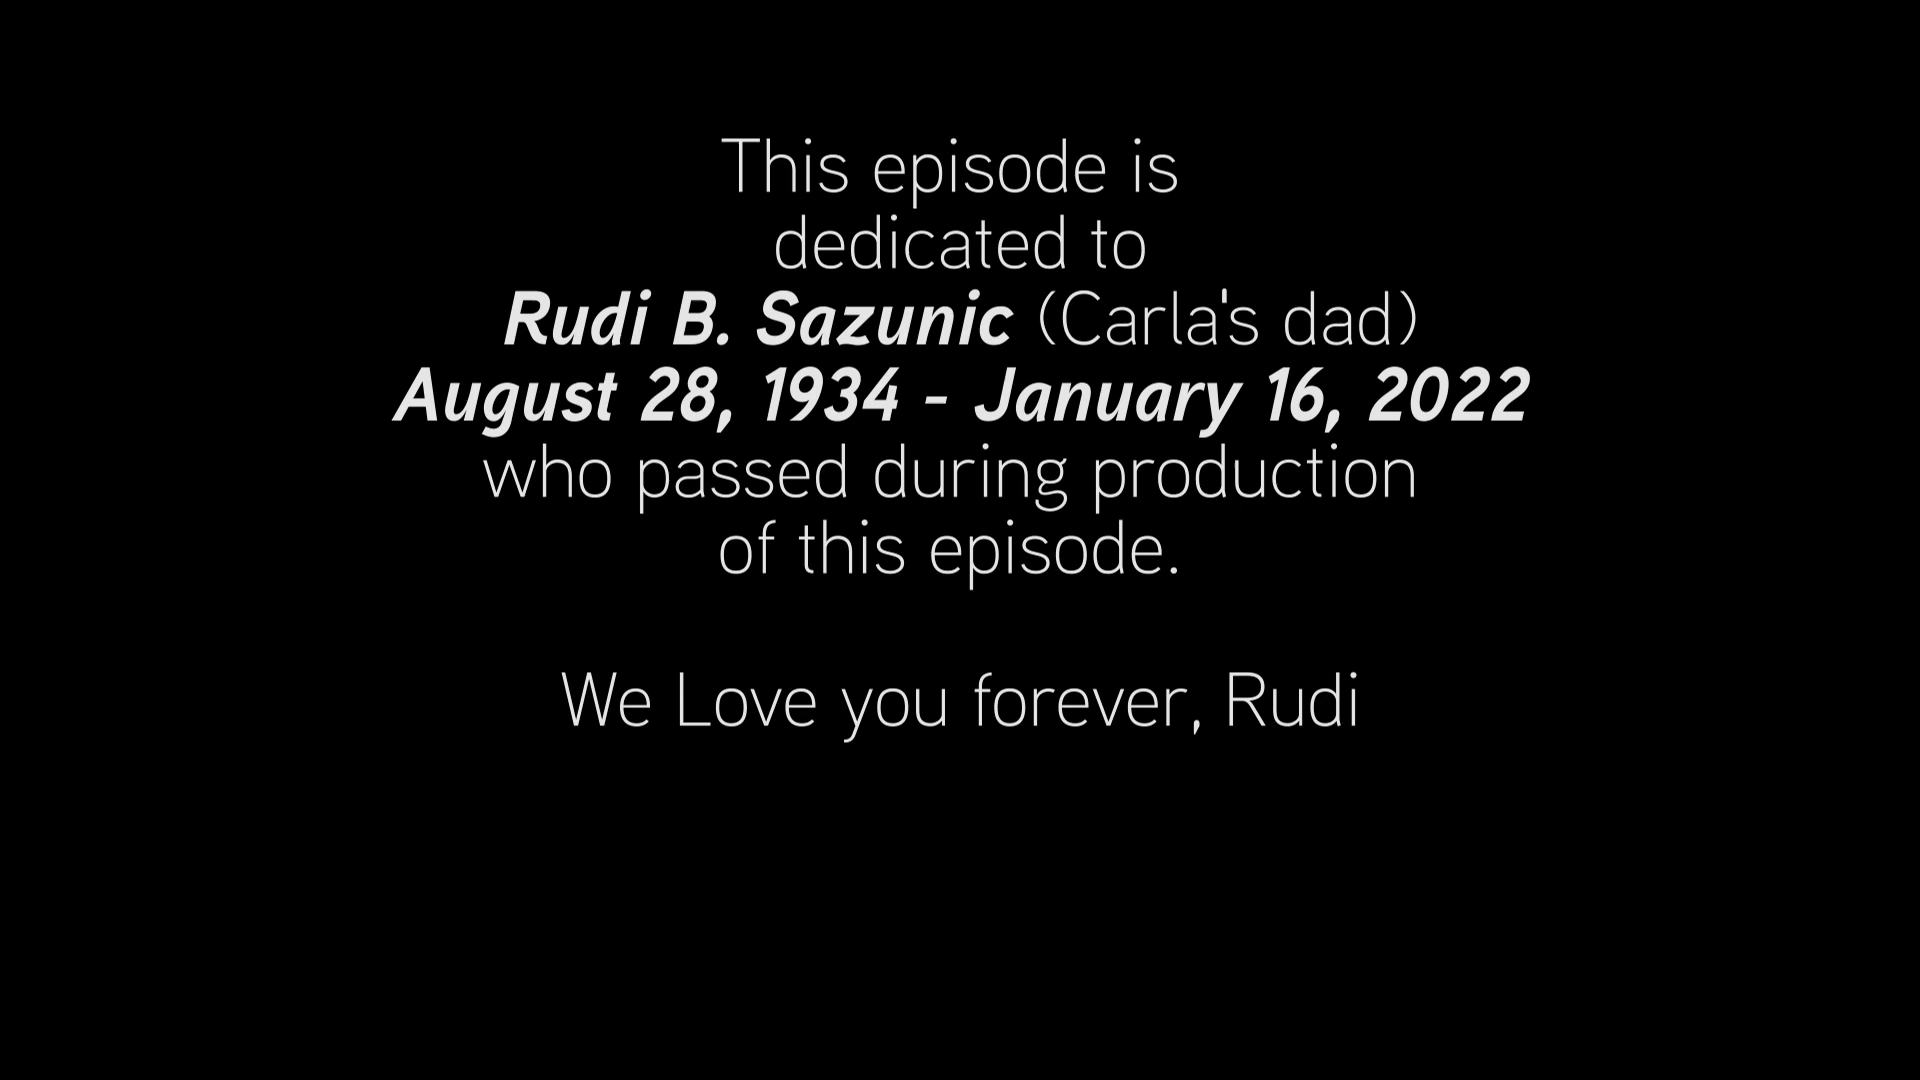 This episode is
dedicated to
Rudi B. Sazunic (Carla's dad)
August 28, 1934 - January 16, 2022
who passed during production
of this episode.
We Love you forever, Rudi